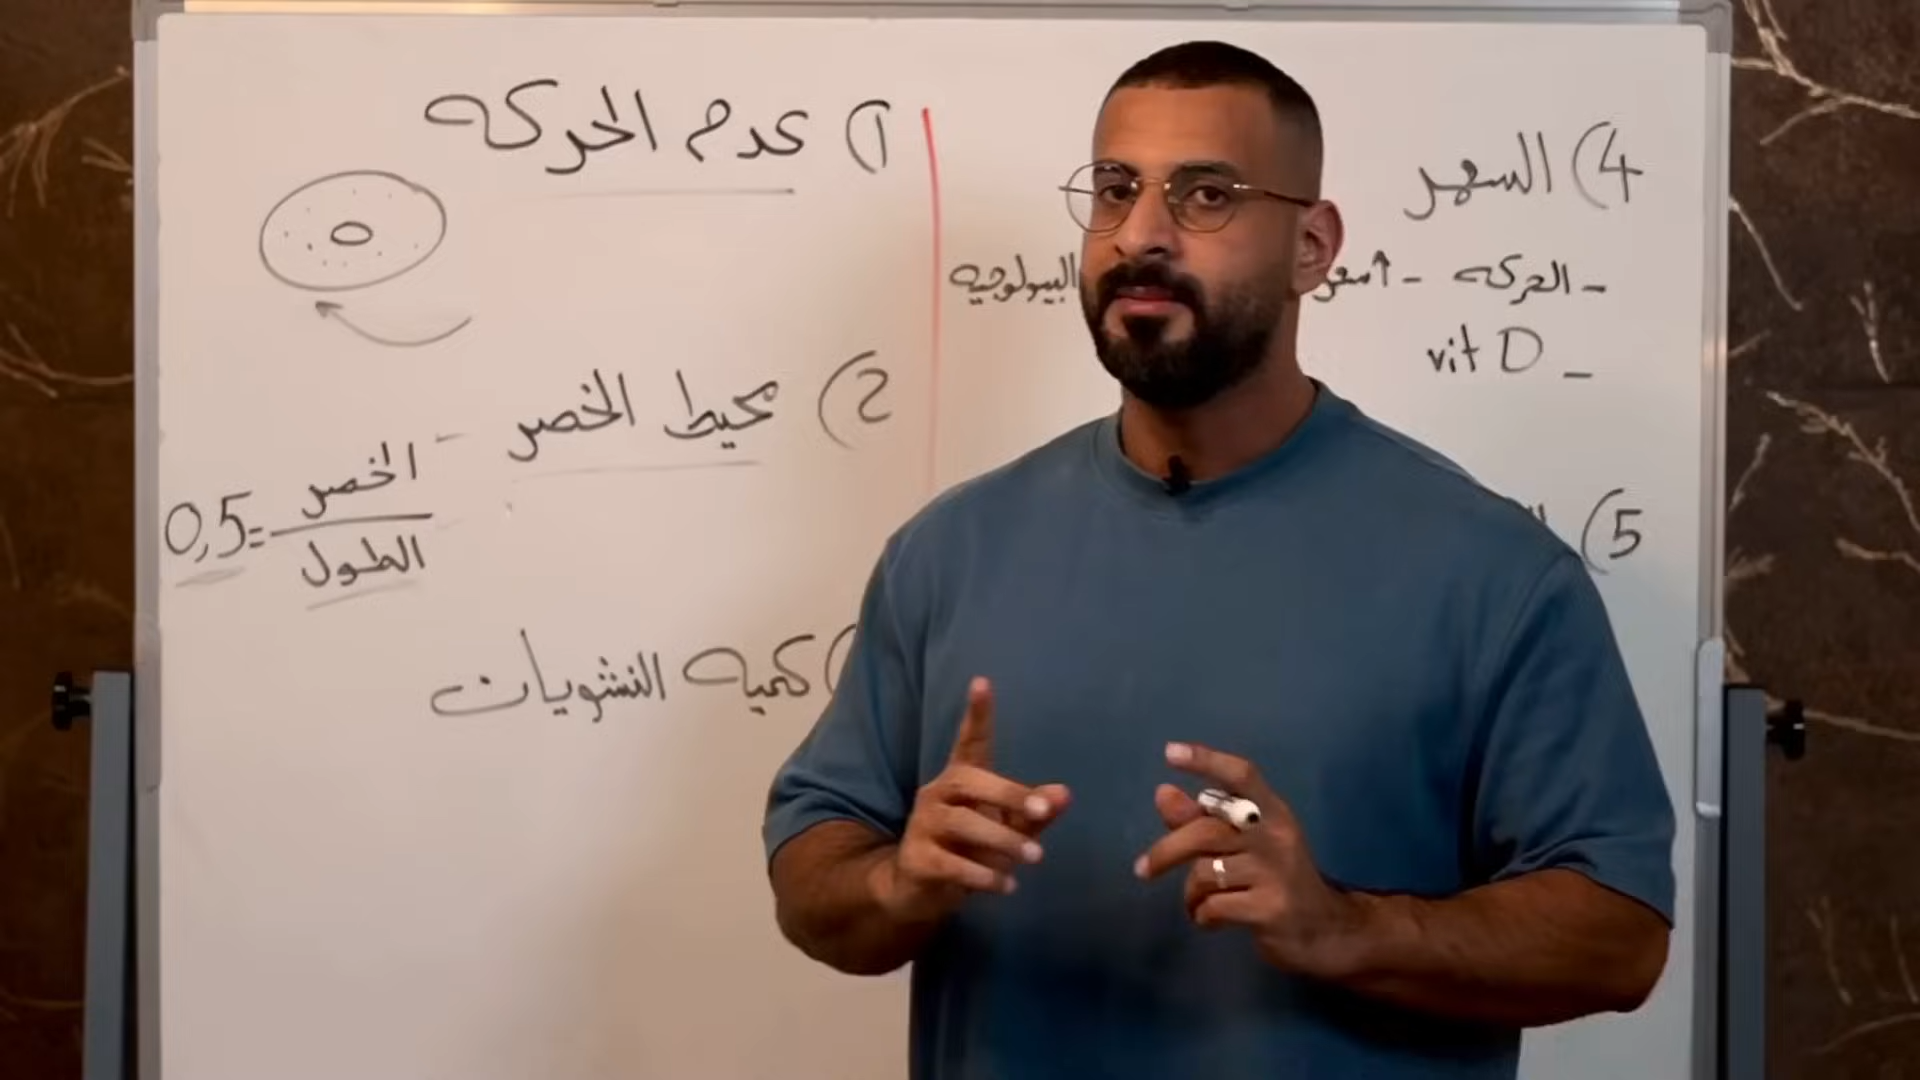 1) عدم الحركه
2) محيط الخصر -
الخصر
الطول
=0,5
) كميه النشويات
4) السهر
- الحركه -
البيولوجيه
- vit D
5)